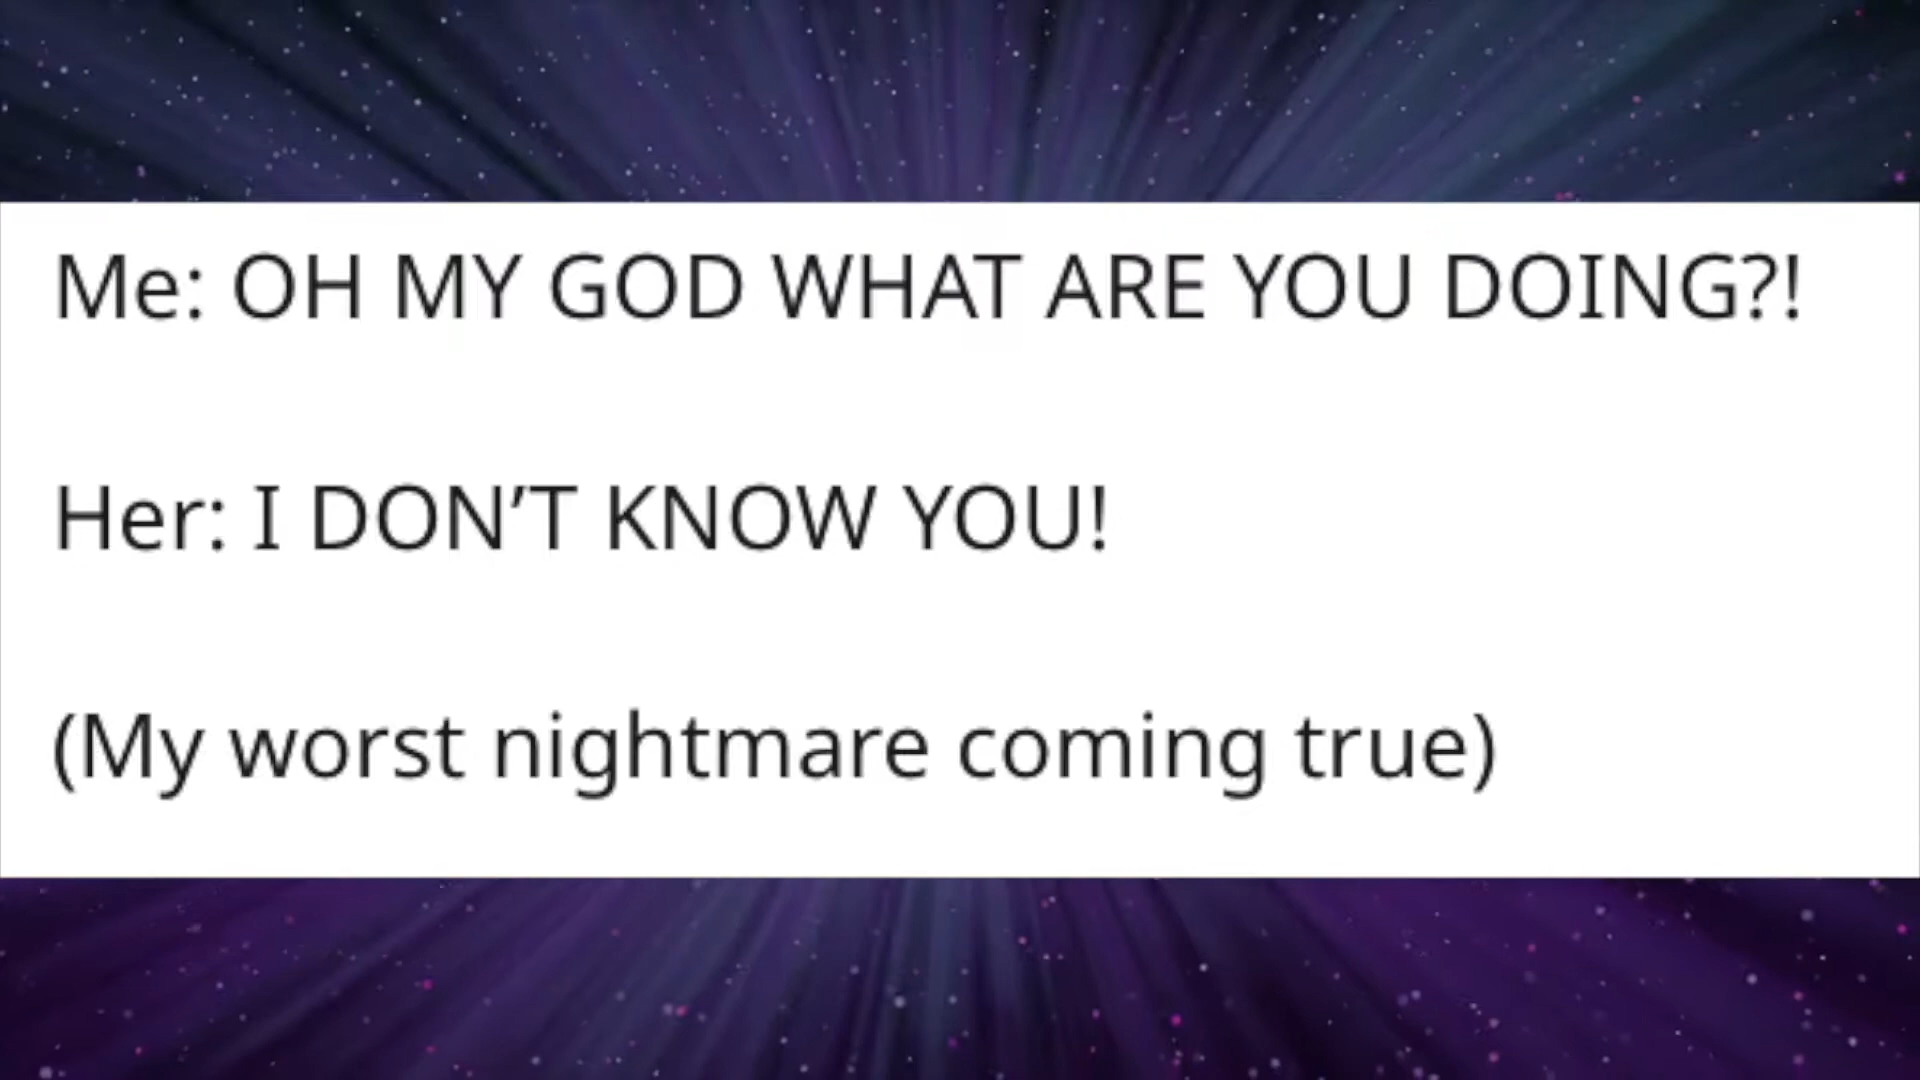 Me: OH MY GOD WHAT ARE YOU DOING?!
Her: I DON’T KNOW YOU!
(My worst nightmare coming true)